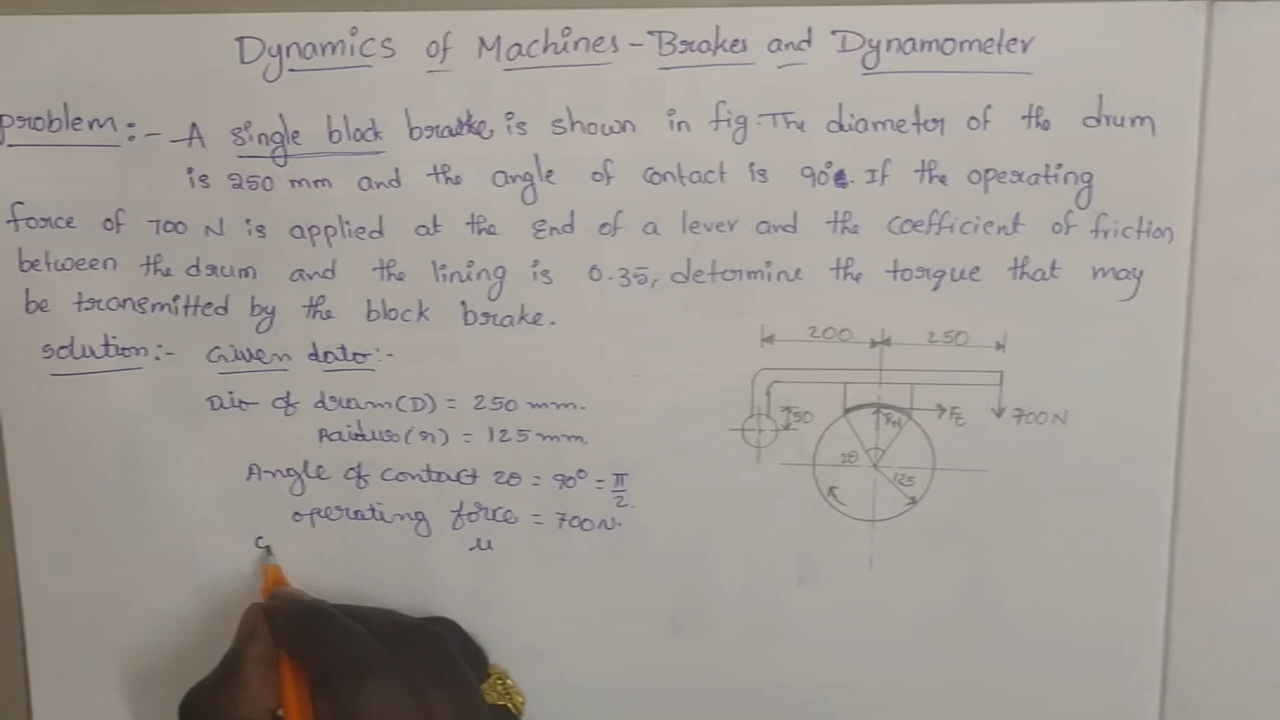 Dynamics of Machines - Brakes and Dynamometer
problem:- A single block brake is shown in fig. The diameter of the drum
is 250 mm and the angle of contact is 90°. If the operating
force of 700 N is applied at the end of a lever and the coefficient of friction
between the drum and the lining is 0.35, determine the torque that may
be transmitted by the block brake.
solution:- Given data:-
Dia of drum(D) = 250 mm.
Raiduso(r) = 125 mm.
Angle of contact 2θ = 90° = π/2.
operating force = 700N.
μ
200 250
50
RN
Ft
700N
2θ
125